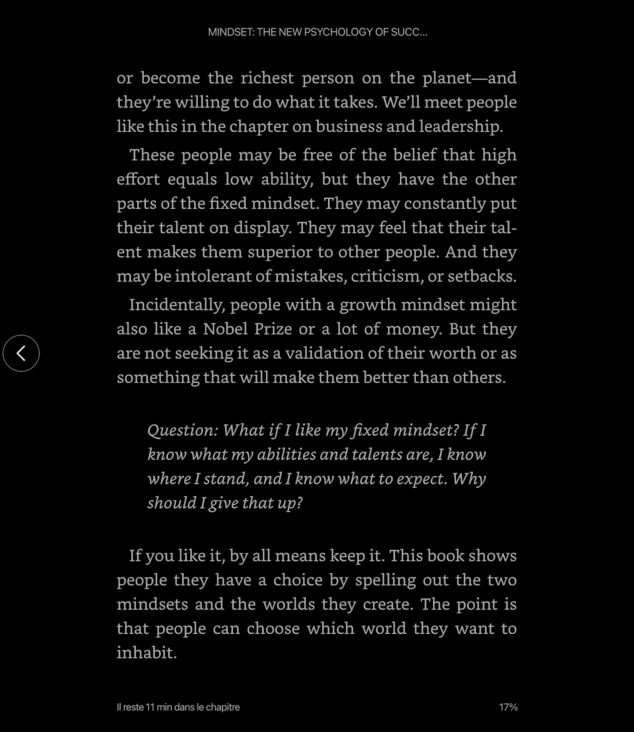 MINDSET: THE NEW PSYCHOLOGY OF SUCC...
or become the richest person on the planet—and
they're willing to do what it takes. We'll meet people
like this in the chapter on business and leadership.
These people may be free of the belief that high
effort equals low ability, but they have the other
parts of the fixed mindset. They may constantly put
their talent on display. They may feel that their tal-
ent makes them superior to other people. And they
may be intolerant of mistakes, criticism, or setbacks.
Incidentally, people with a growth mindset might
also like a Nobel Prize or a lot of money. But they
are not seeking it as a validation of their worth or as
something that will make them better than others.
Question: What if I like my fixed mindset? If I
know what my abilities and talents are, I know
where I stand, and I know what to expect. Why
should I give that up?
If you like it, by all means keep it. This book shows
people they have a choice by spelling out the two
mindsets and the worlds they create. The point is
that people can choose which world they want to
inhabit.
Il reste 11 min dans le chapitre
17%